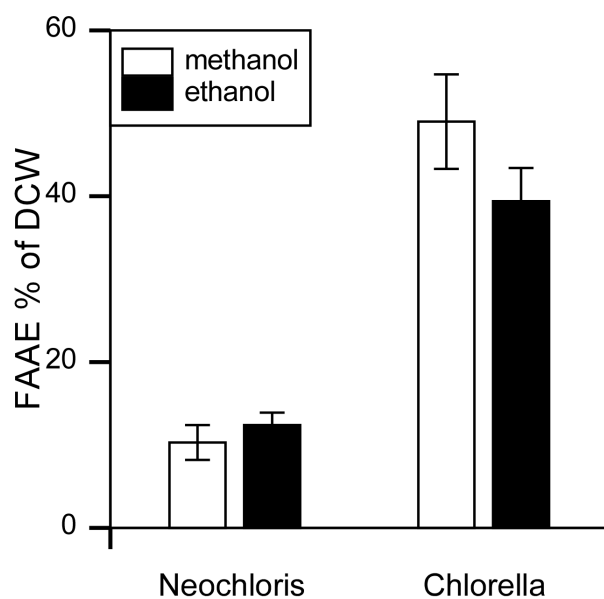 60
methanol
ethanol
40
20
0
FAAE % of DCW
Neochloris
Chlorella